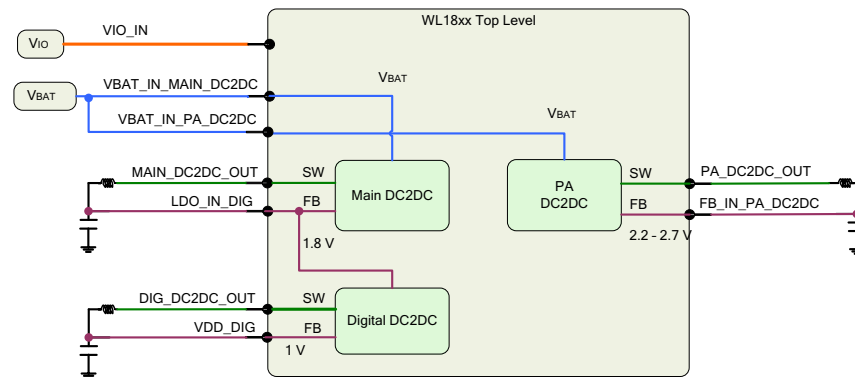 WL18xx Top Level
VIO_IN
VIO
VBAT_IN_MAIN_DC2DC
VBAT
VBAT
VBAT_IN_PA_DC2DC
VBAT
MAIN_DC2DC_OUT
SW
Main DC2DC
LDO_IN_DIG
FB
1.8 V
PA
DC2DC
SW
PA_DC2DC_OUT
FB
FB_IN_PA_DC2DC
2.2 - 2.7 V
DIG_DC2DC_OUT
SW
Digital DC2DC
VDD_DIG
FB
1 V